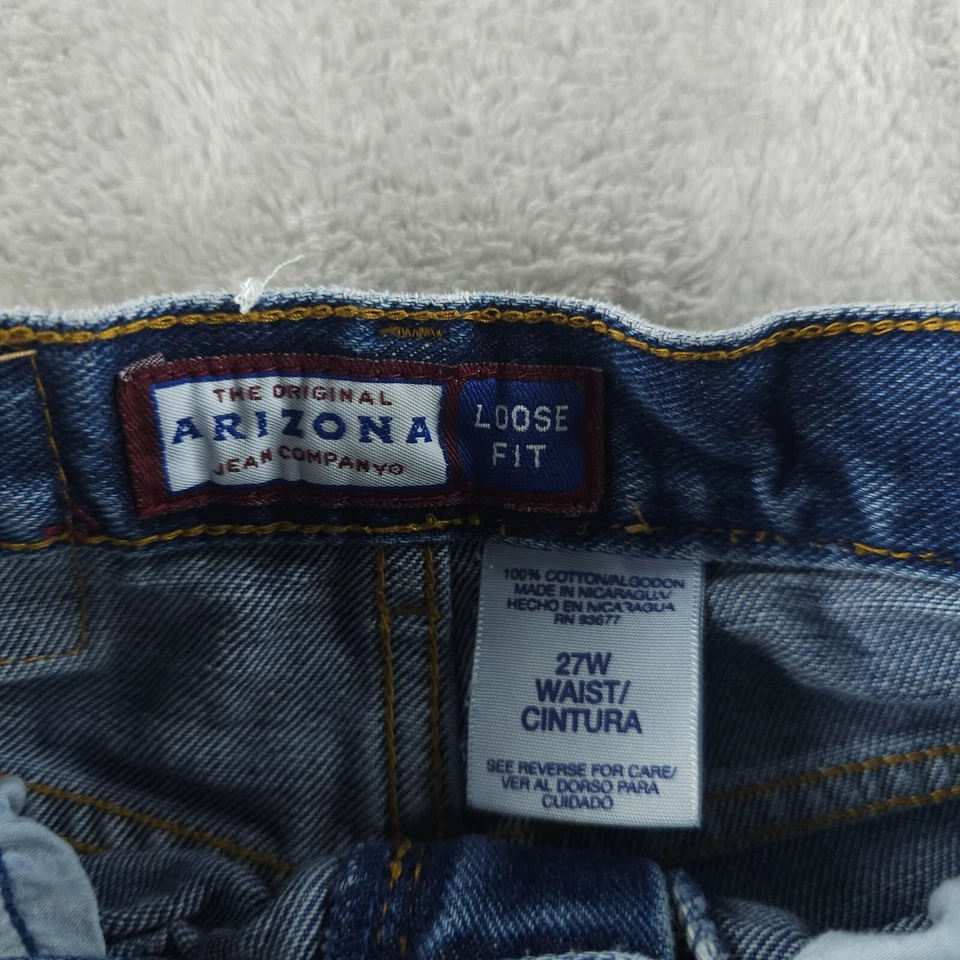 THE ORIGINAL
ARIZONA
JEAN COMPANY®
LOOSE
FIT
100% COTTON/ALGODON
MADE IN NICARAGUA
HECHO EN NICARAGUA
RN 93677
27W
WAIST/
CINTURA
SEE REVERSE FOR CARE/
VER AL DORSO PARA
CUIDADO